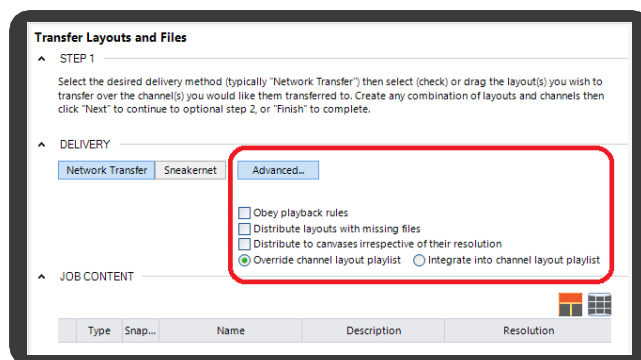 Transfer Layouts and Files
STEP 1
Select the desired delivery method (typically "Network Transfer") then select (check) or drag the layout(s) you wish to
transfer over the channel(s) you would like them transferred to. Create any combination of layouts and channels then
click "Next" to continue to optional step 2, or "Finish" to complete.
DELIVERY
Network Transfer Sneakernet Advanced...
Obey playback rules
Distribute layouts with missing files
Distribute to canvases irrespective of their resolution
Override channel layout playlist Integrate into channel layout playlist
JOB CONTENT
Type Snap... Name Description Resolution